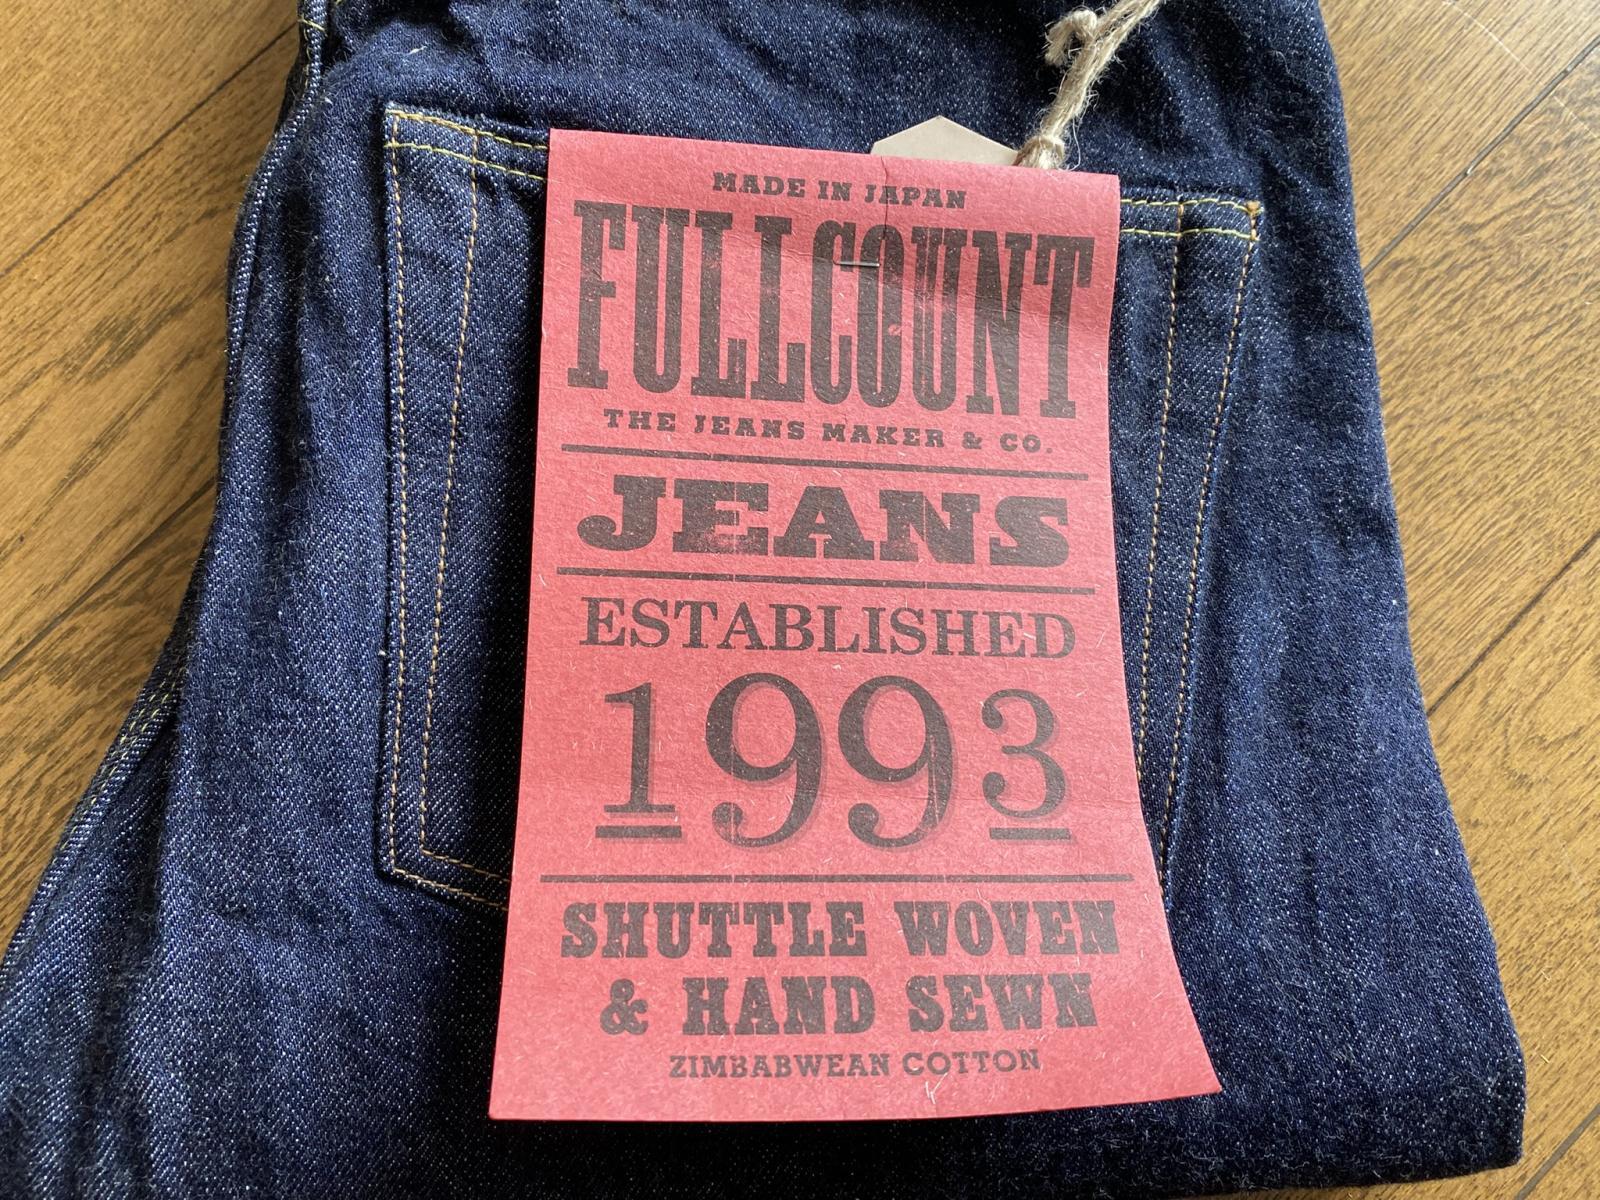 MADE IN JAPAN
FULLCOUNT
THE JEANS MAKER & CO.
JEANS
ESTABLISHED
1993
SHUTTLE WOVEN
& HAND SEWN
ZIMBABWEAN COTTON